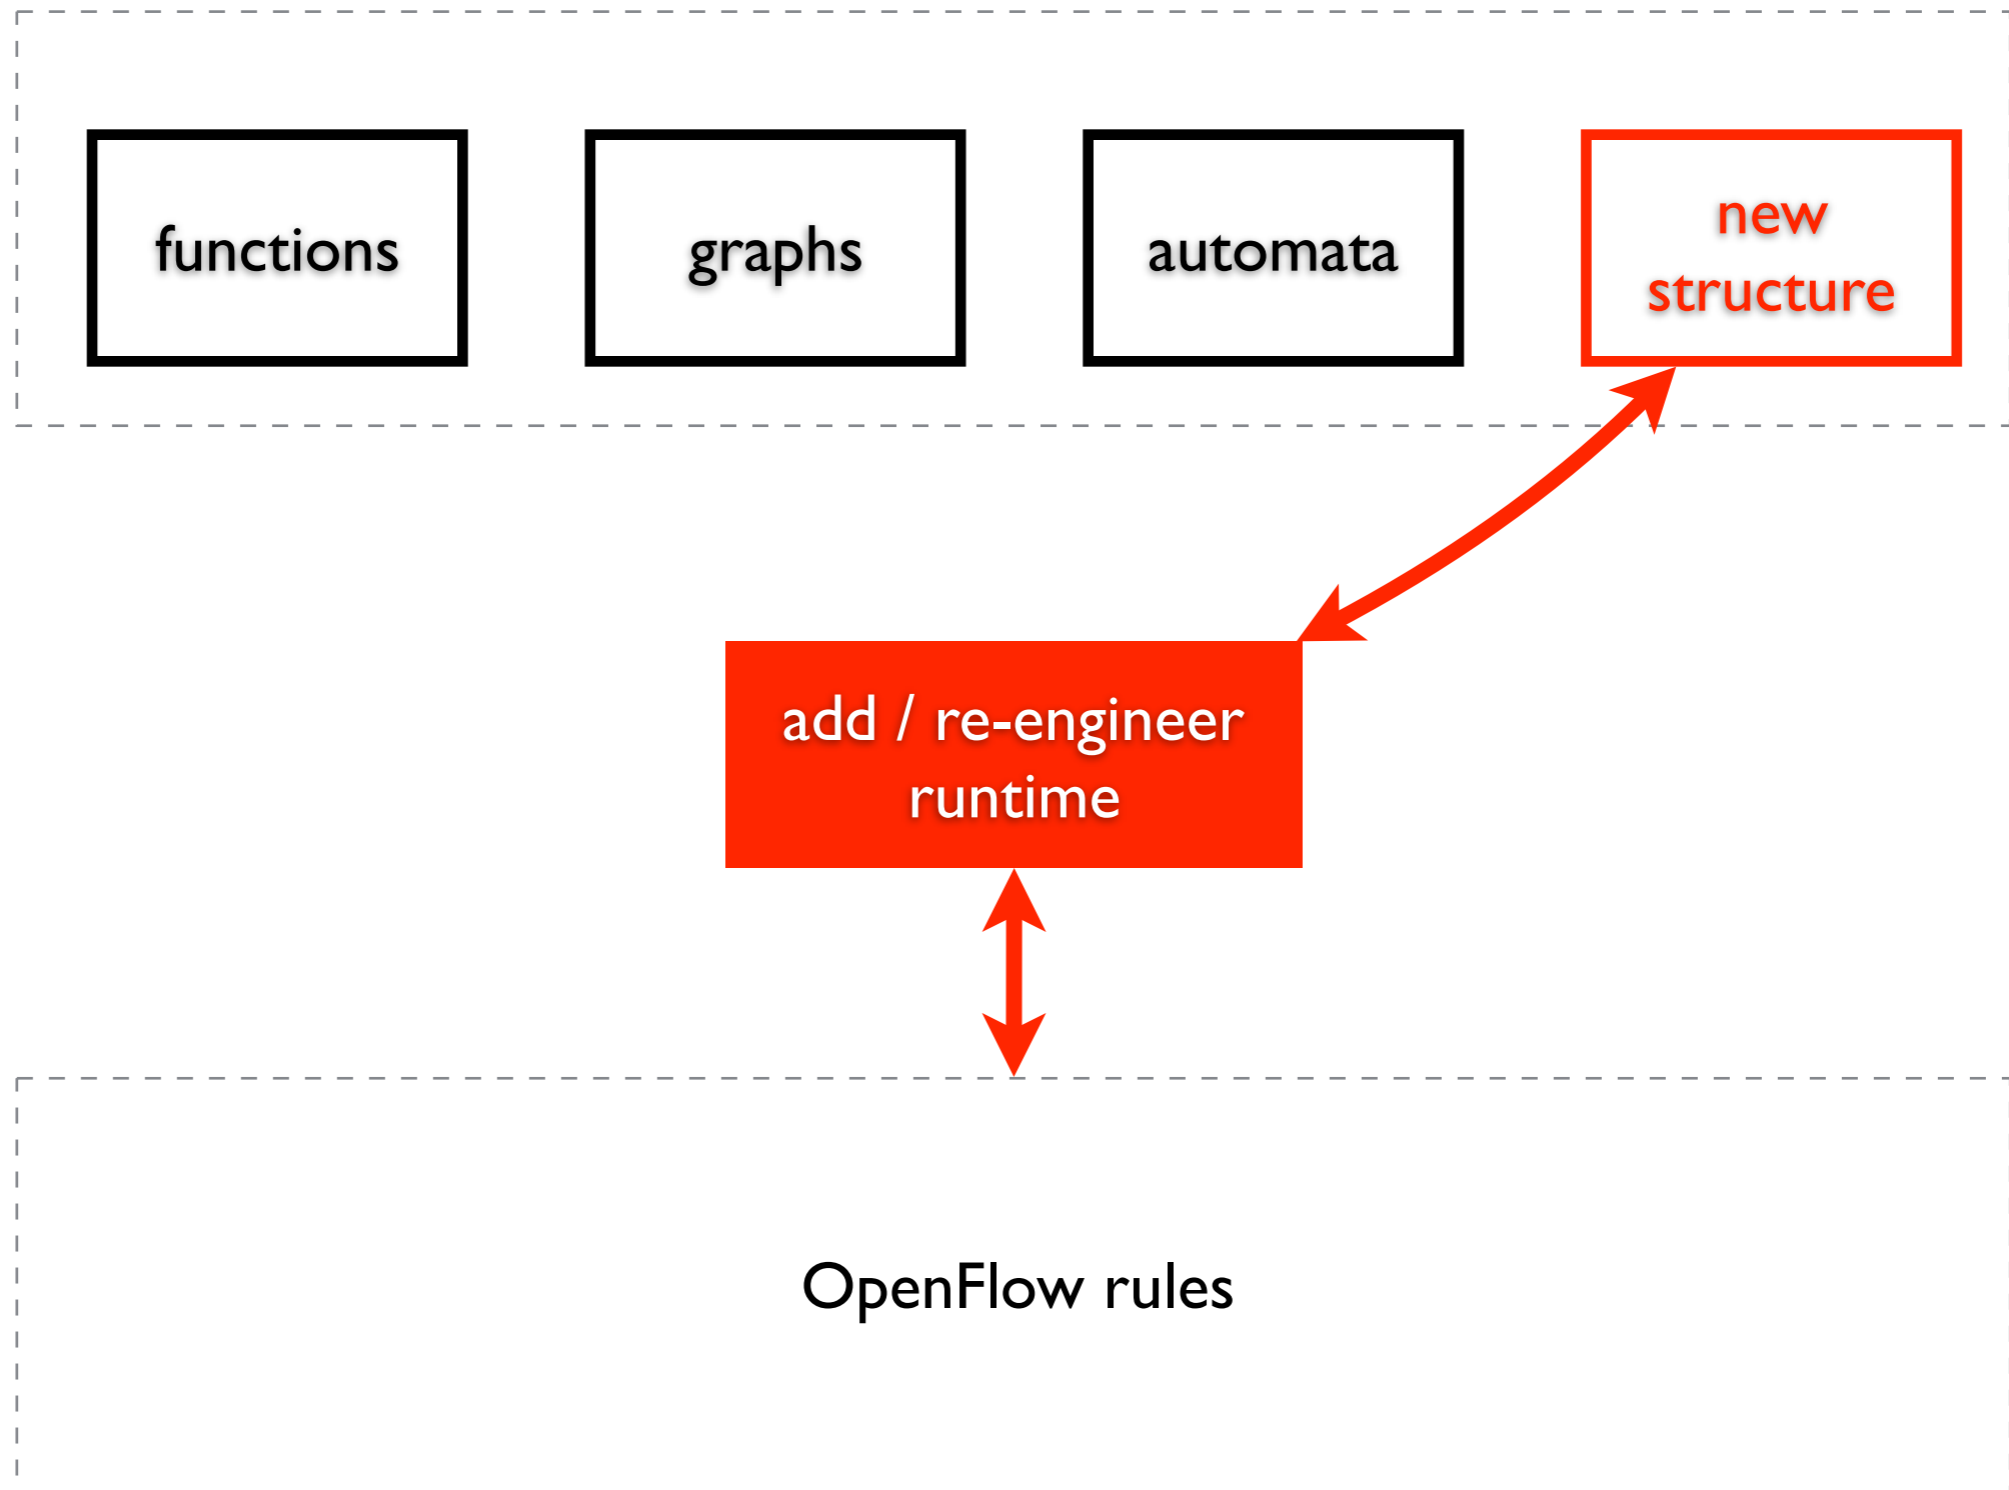 functions
graphs
automata
new
structure
add / re-engineer
runtime
OpenFlow rules